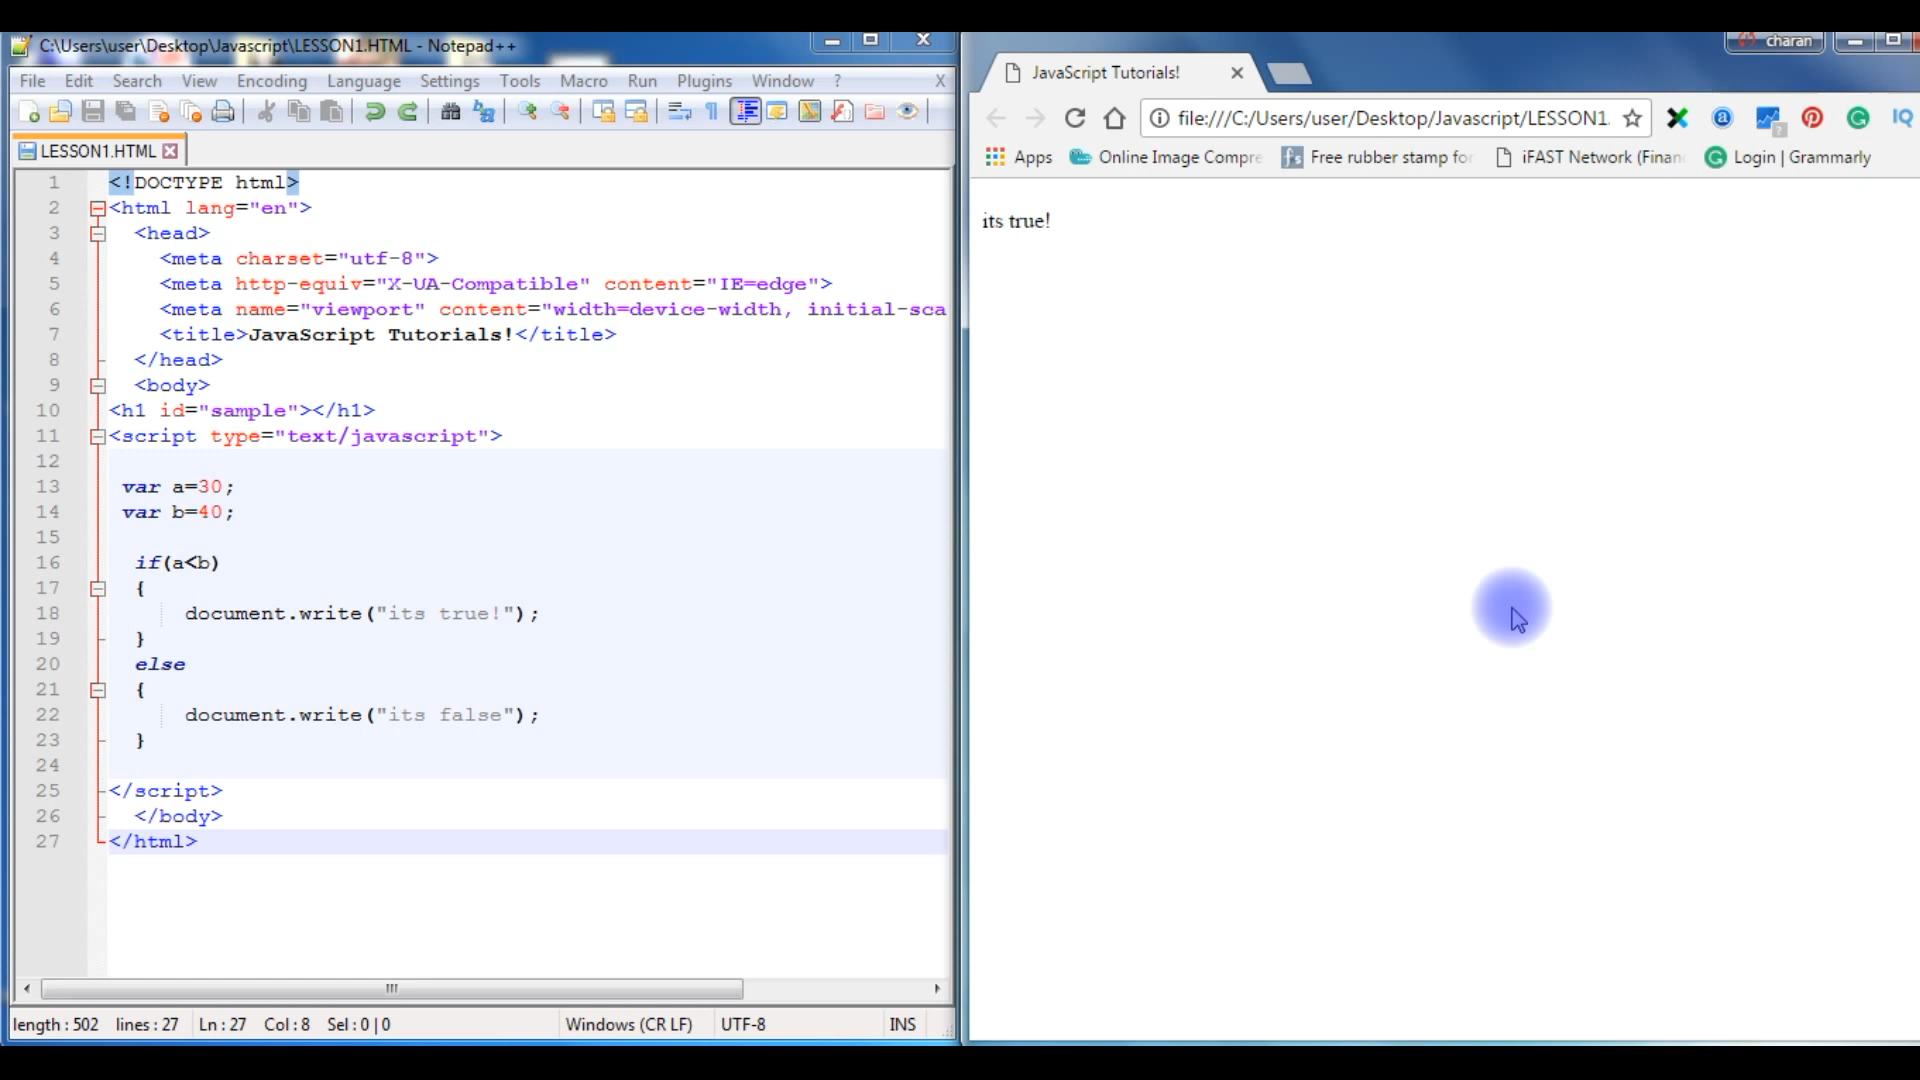 C:\Users\user\Desktop\Javascript\LESSON1.HTML - Notepad++
File Edit Search View Encoding Language Settings Tools Macro Run Plugins Window ? X
LESSON1.HTML
1 <!DOCTYPE html>
2 <html lang="en">
3 <head>
4 <meta charset="utf-8">
5 <meta http-equiv="X-UA-Compatible" content="IE=edge">
6 <meta name="viewport" content="width=device-width, initial-sca
7 <title>JavaScript Tutorials!</title>
8 </head>
9 <body>
10 <h1 id="sample"></h1>
11 <script type="text/javascript">
12
13 var a=30;
14 var b=40;
15
16 if(a<b)
17 {
18 document.write("its true!");
19 }
20 else
21 {
22 document.write("its false");
23 }
24
25 </script>
26 </body>
27 </html>
length : 502 lines : 27 Ln : 27 Col : 8 Sel : 0 | 0 Windows (CR LF) UTF-8 INS
charan
JavaScript Tutorials!
file:///C:/Users/user/Desktop/Javascript/LESSON1.
Apps Online Image Compre Free rubber stamp for iFAST Network (Finan Login | Grammarly
its true!